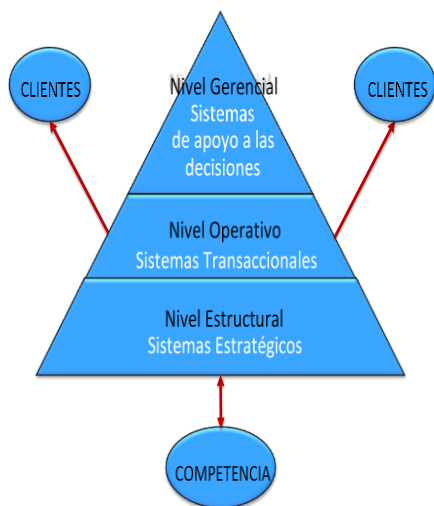 Nivel Gerencial
CLIENTES
CLIENTES
Sistemas
de apoyo a las
decisiones
Nivel Operativo
Sistemas Transaccionales
Nivel Estructural
Sistemas Estratégicos
COMPETENCIA